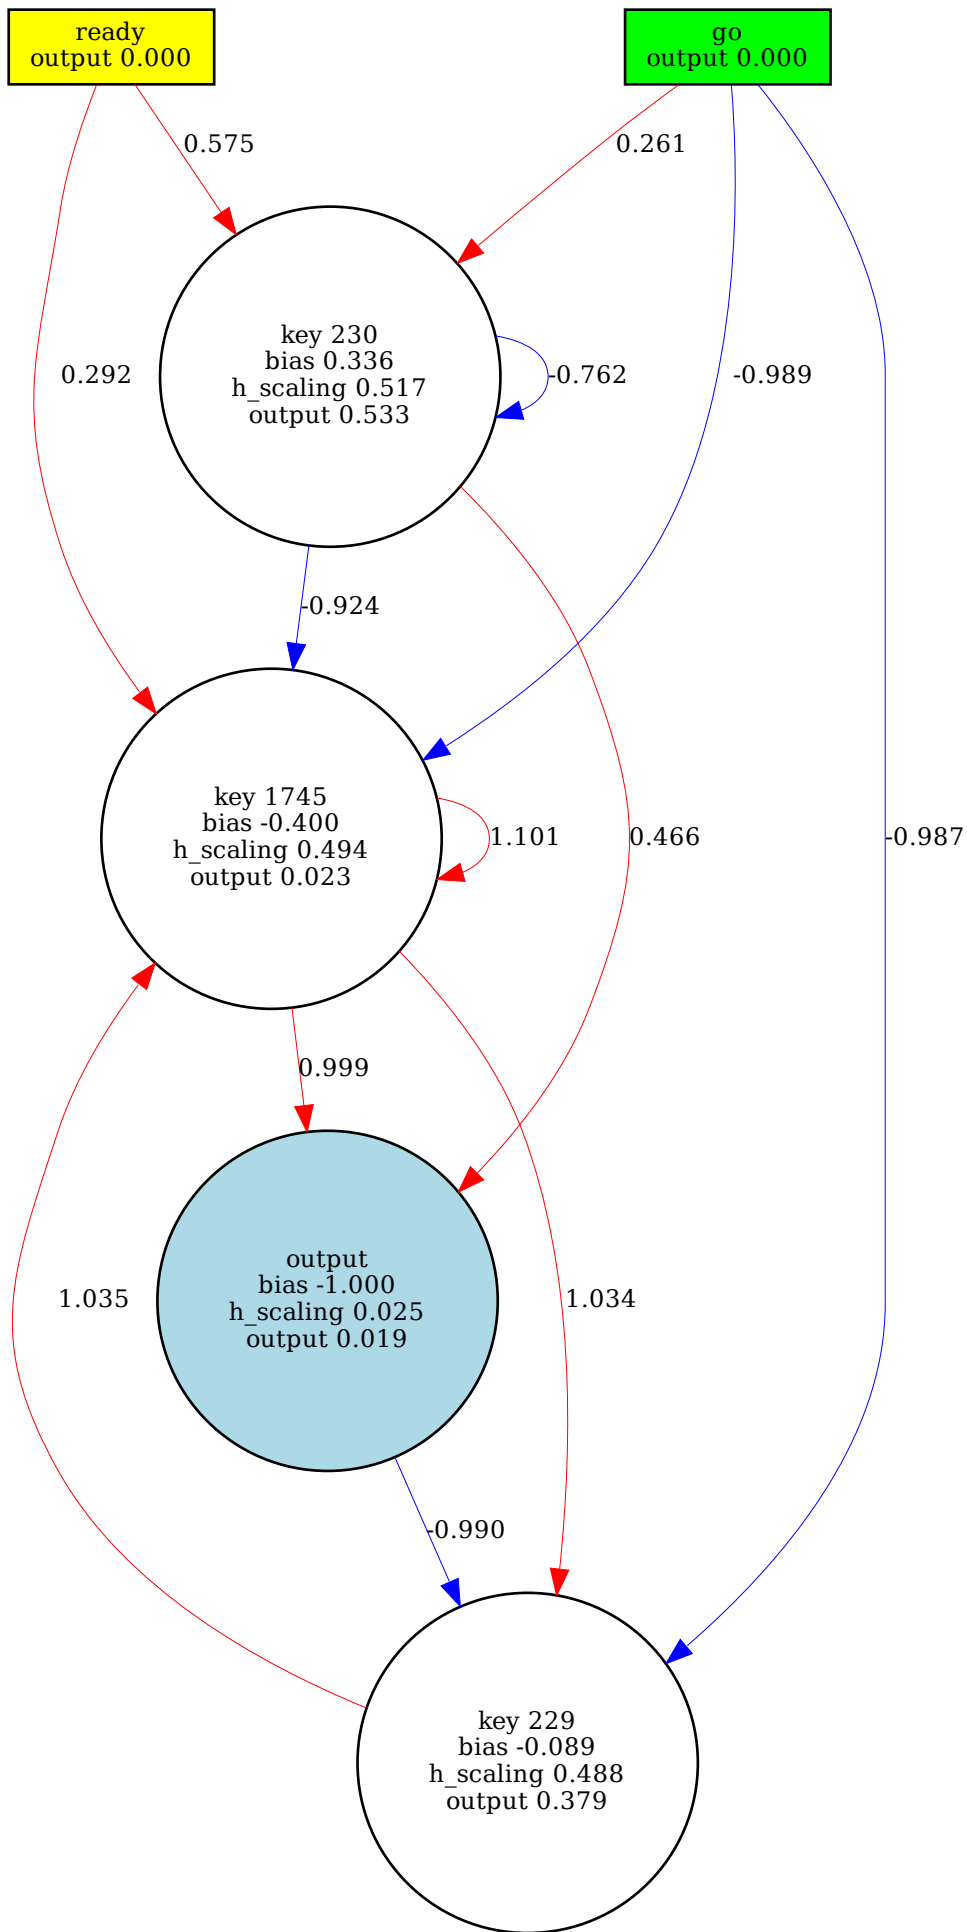 ready
output 0.000
go
output 0.000
0.575
0.261
key 230
bias 0.336
h_scaling 0.517
output 0.533
0.292
-0.762
-0.989
-0.924
key 1745
bias -0.400
h_scaling 0.494
output 0.023
1.101
0.466
-0.987
0.999
output
bias -1.000
h_scaling 0.025
output 0.019
1.035
1.034
-0.990
key 229
bias -0.089
h_scaling 0.488
output 0.379